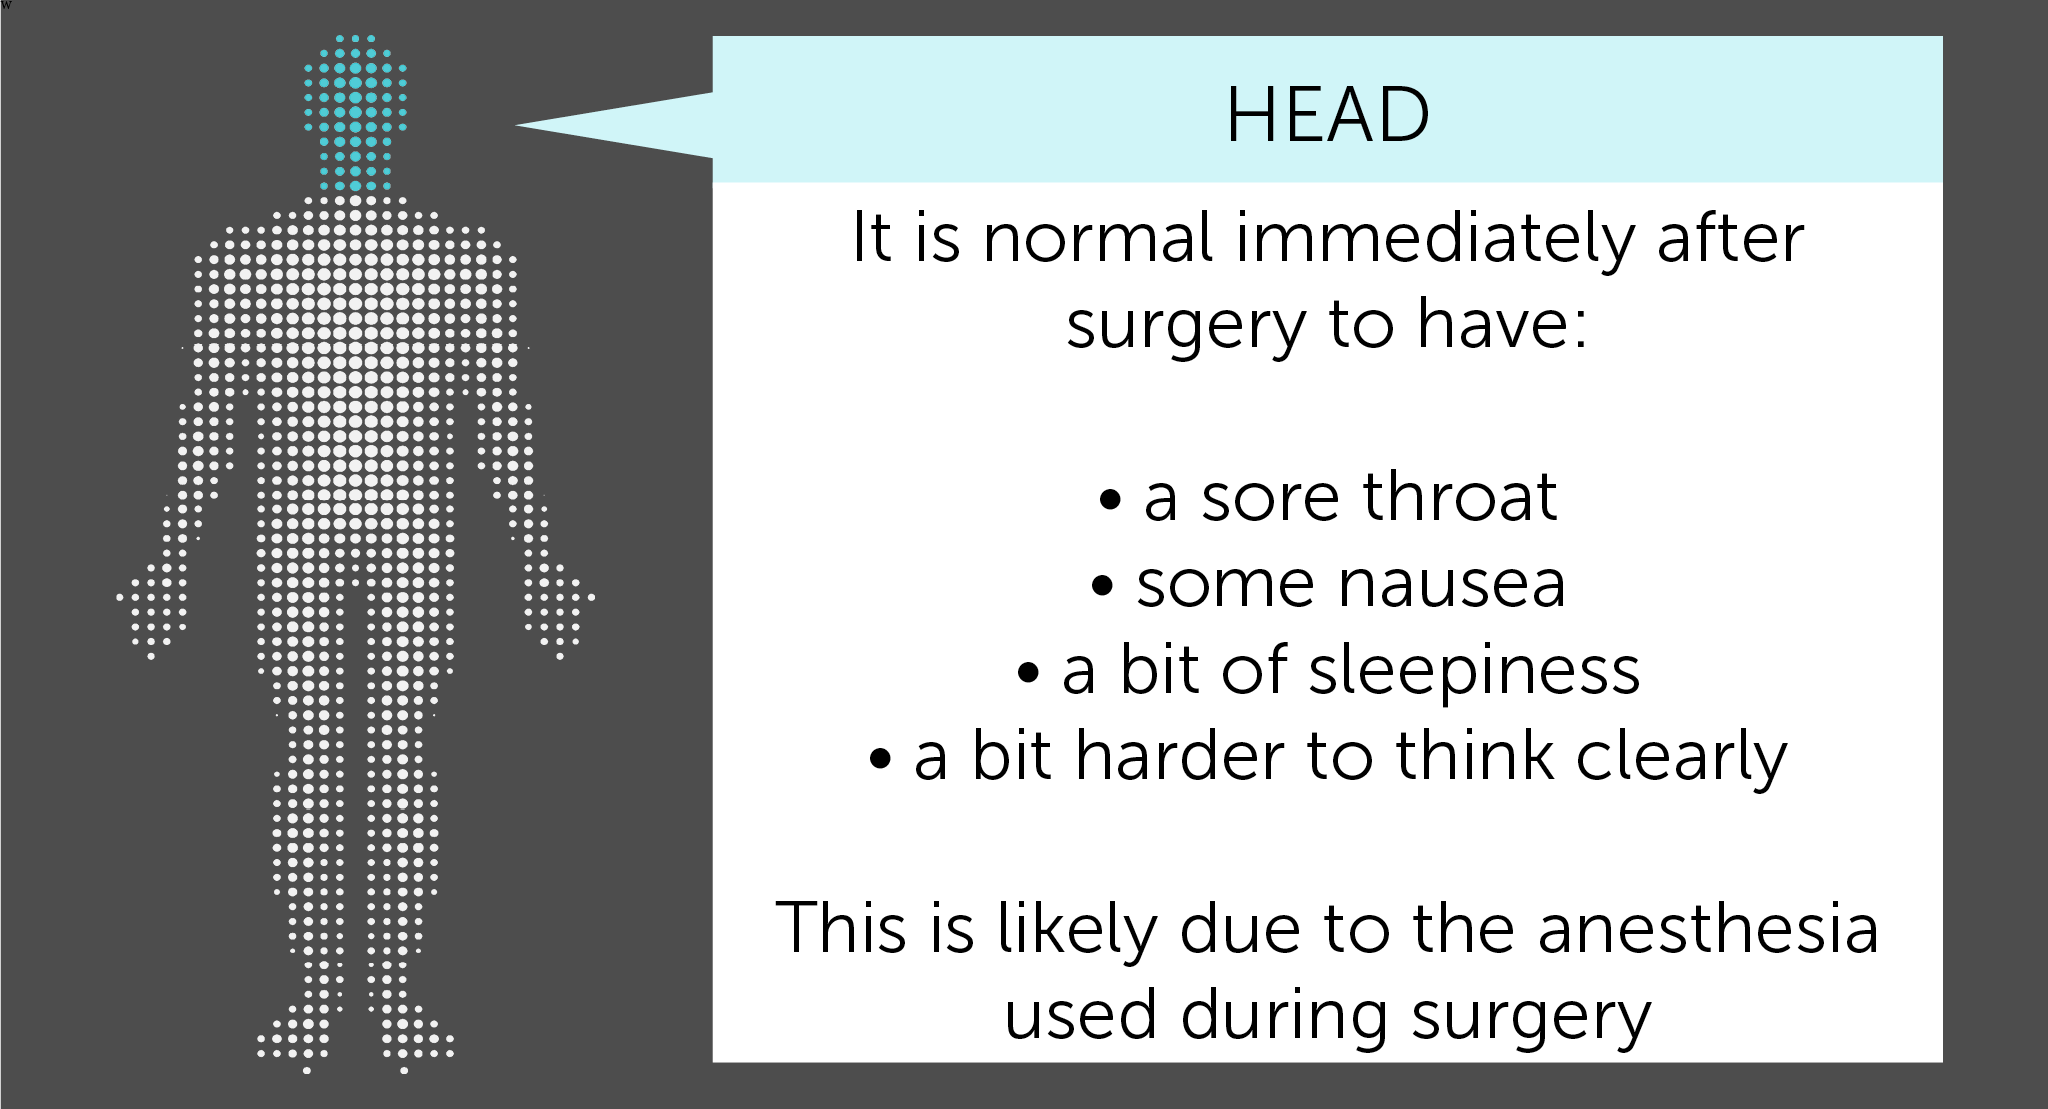 w
HEAD
It is normal immediately after
surgery to have:
• a sore throat
• some nausea
• a bit of sleepiness
• a bit harder to think clearly
This is likely due to the anesthesia
used during surgery